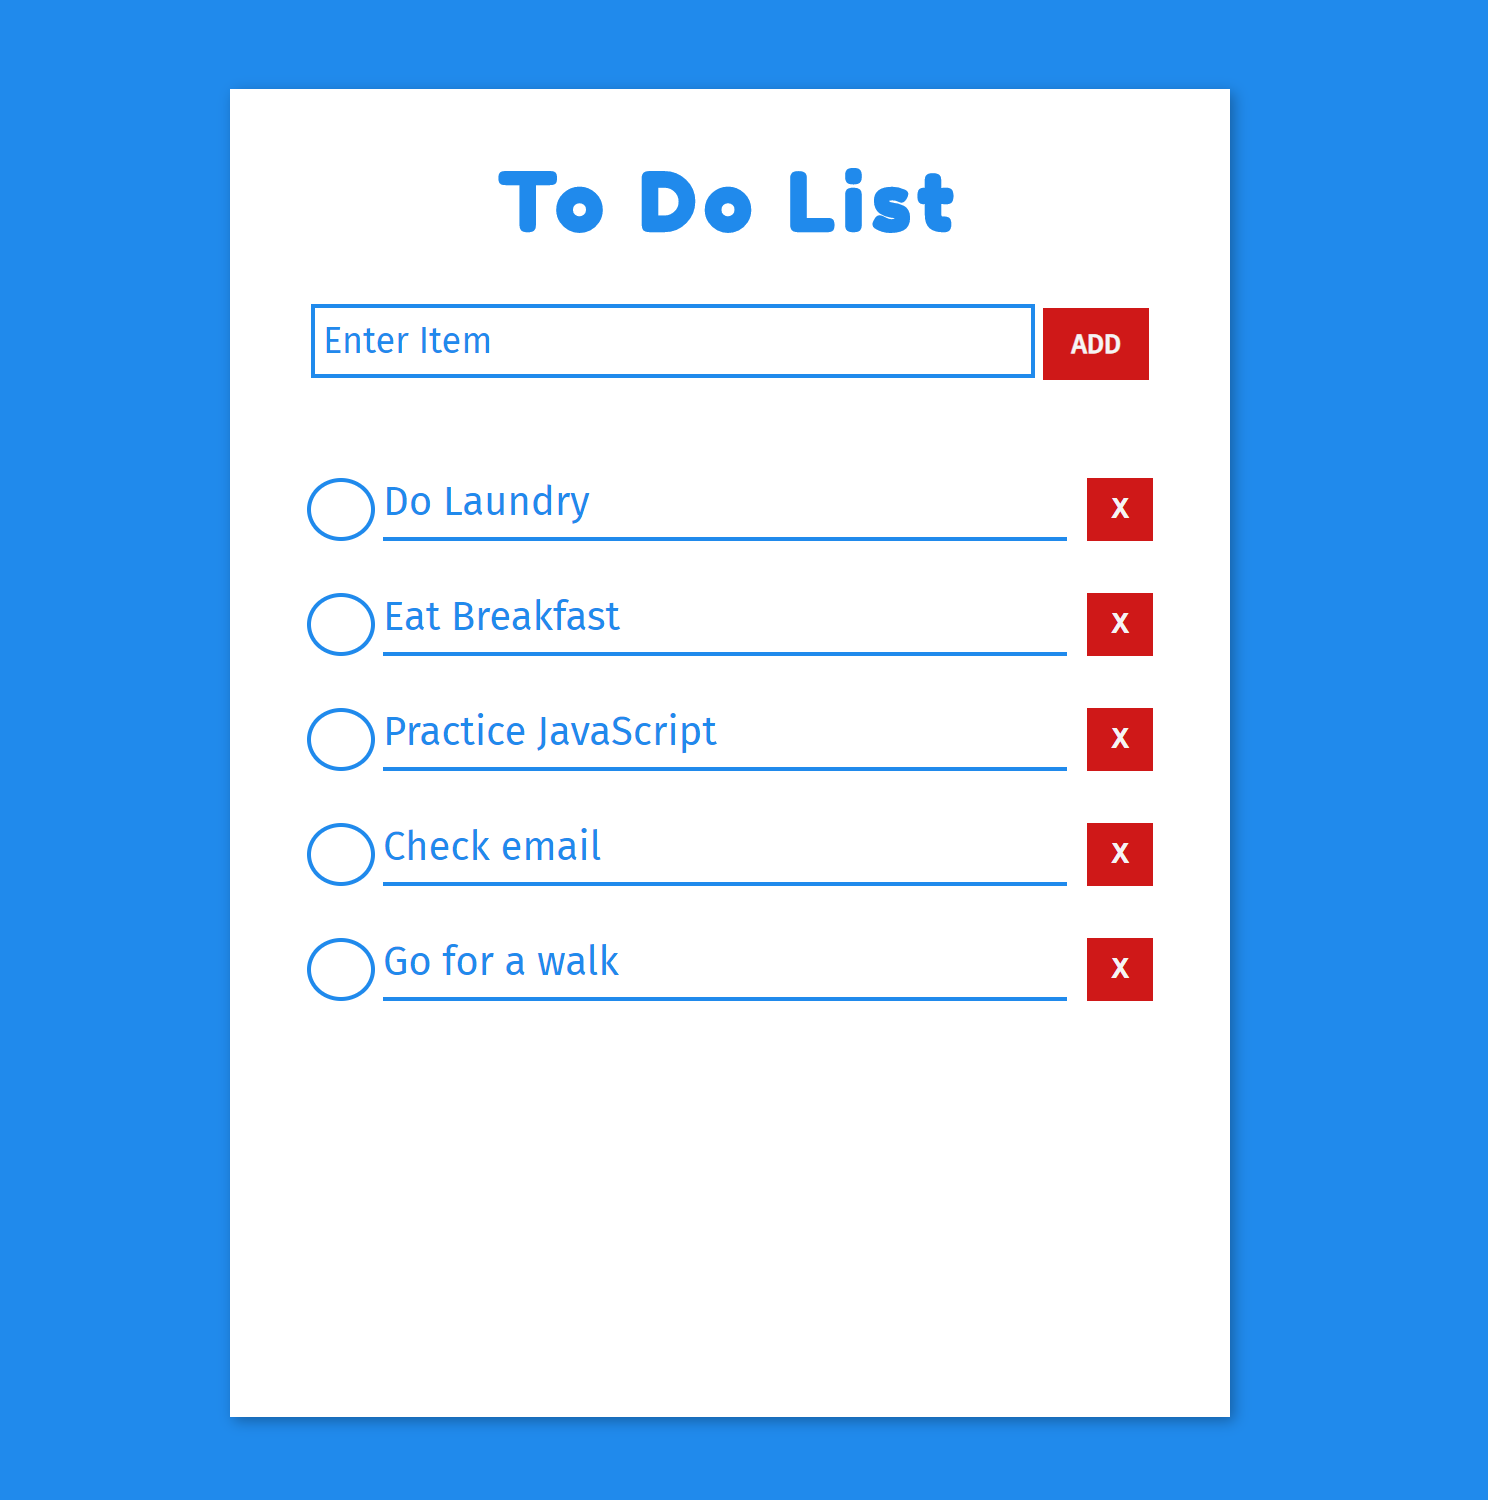 To Do List
Enter Item
ADD
Do Laundry
X
Eat Breakfast
X
Practice JavaScript
X
Check email
X
Go for a walk
X